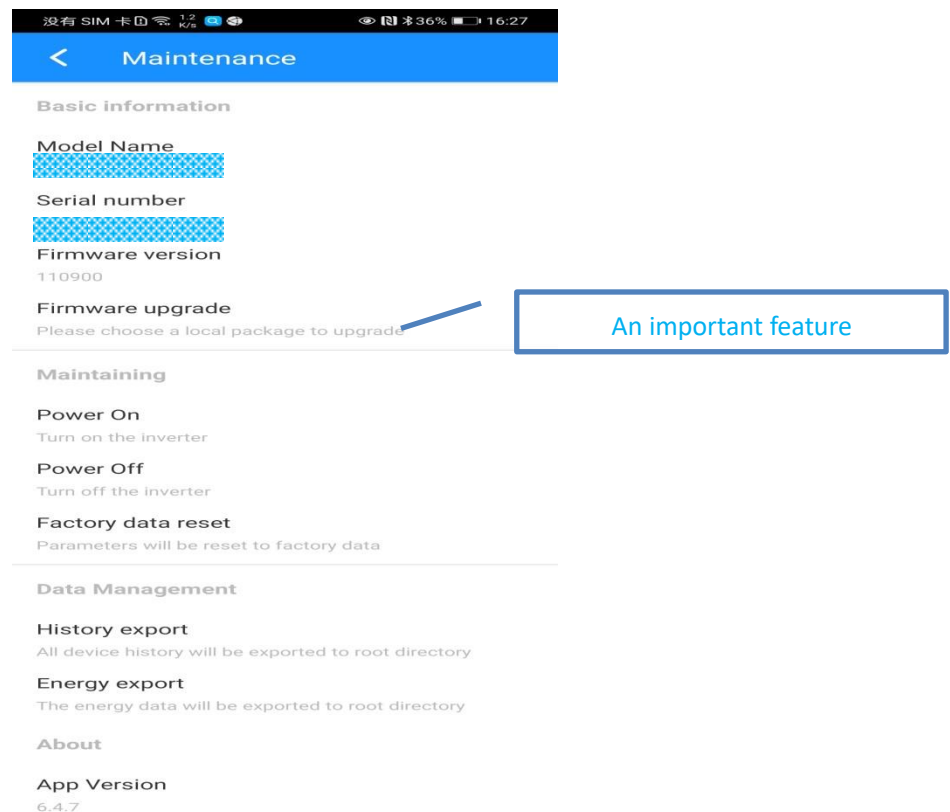 没有 SIM 卡 1.2 K/s 36% 16:27
Maintenance
Basic information
Model Name
Serial number
Firmware version
110900
Firmware upgrade
Please choose a local package to upgrade
An important feature
Maintaining
Power On
Turn on the inverter
Power Off
Turn off the inverter
Factory data reset
Parameters will be reset to factory data
Data Management
History export
All device history will be exported to root directory
Energy export
The energy data will be exported to root directory
About
App Version
6.4.7